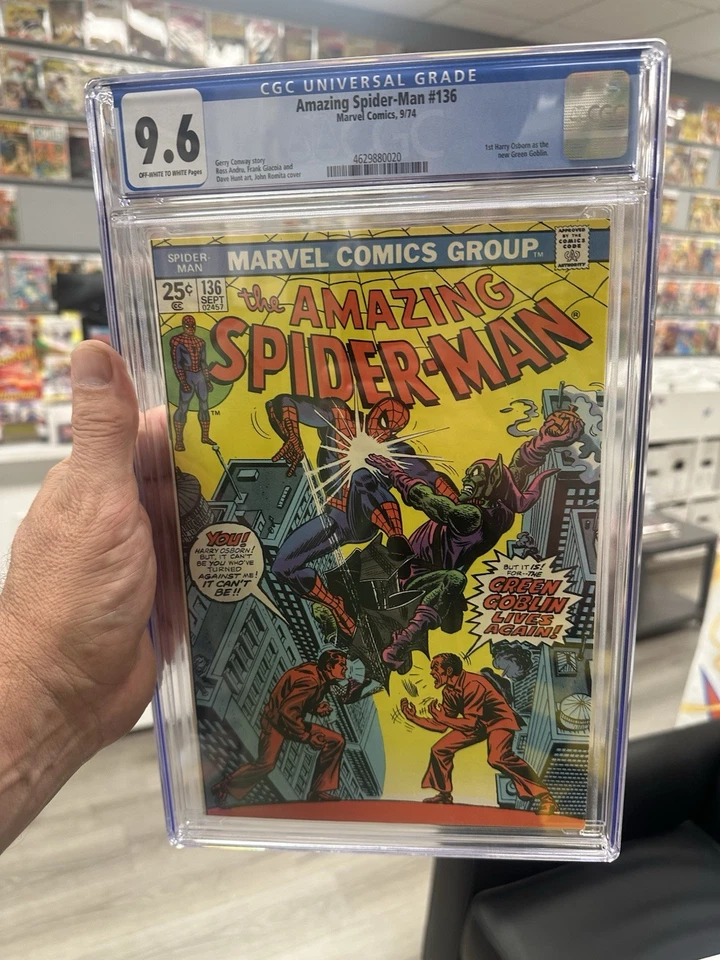 CGC UNIVERSAL GRADE
Amazing Spider-Man #136
Marvel Comics, 9/74
9.6
OFF-WHITE TO WHITE Pages
Gerry Conway story
Ross Andru, Frank Giacoia and
Dave Hunt art, John Romita cover
4629880020
1st Harry Osborn as the
new Green Goblin.
CGC
SPIDER-
MAN
MARVEL COMICS GROUP™
APPROVED
BY THE
COMICS
CODE
AUTHORITY
25¢
CC
136
SEPT
02457
the AMAZING
SPIDER-MAN®
TM
YOU!
HARRY OSBORN!
BUT, IT CAN'T
BE YOU WHO'VE
TURNED
AGAINST ME!
IT CAN'T
BE!!
BUT IT IS!
FOR--THE
GREEN
GOBLIN
LIVES
AGAIN!